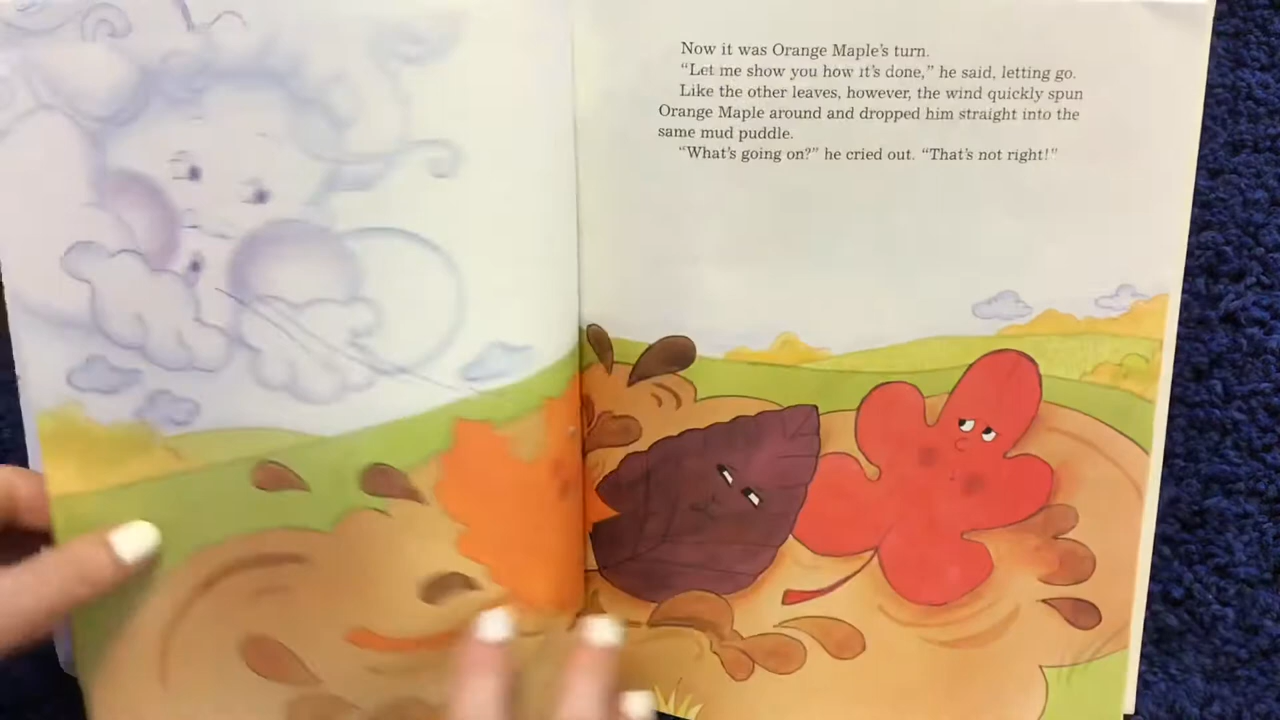 Now it was Orange Maple's turn.
"Let me show you how it's done," he said, letting go.
Like the other leaves, however, the wind quickly spun
Orange Maple around and dropped him straight into the
same mud puddle.
"What's going on?" he cried out. "That's not right!"